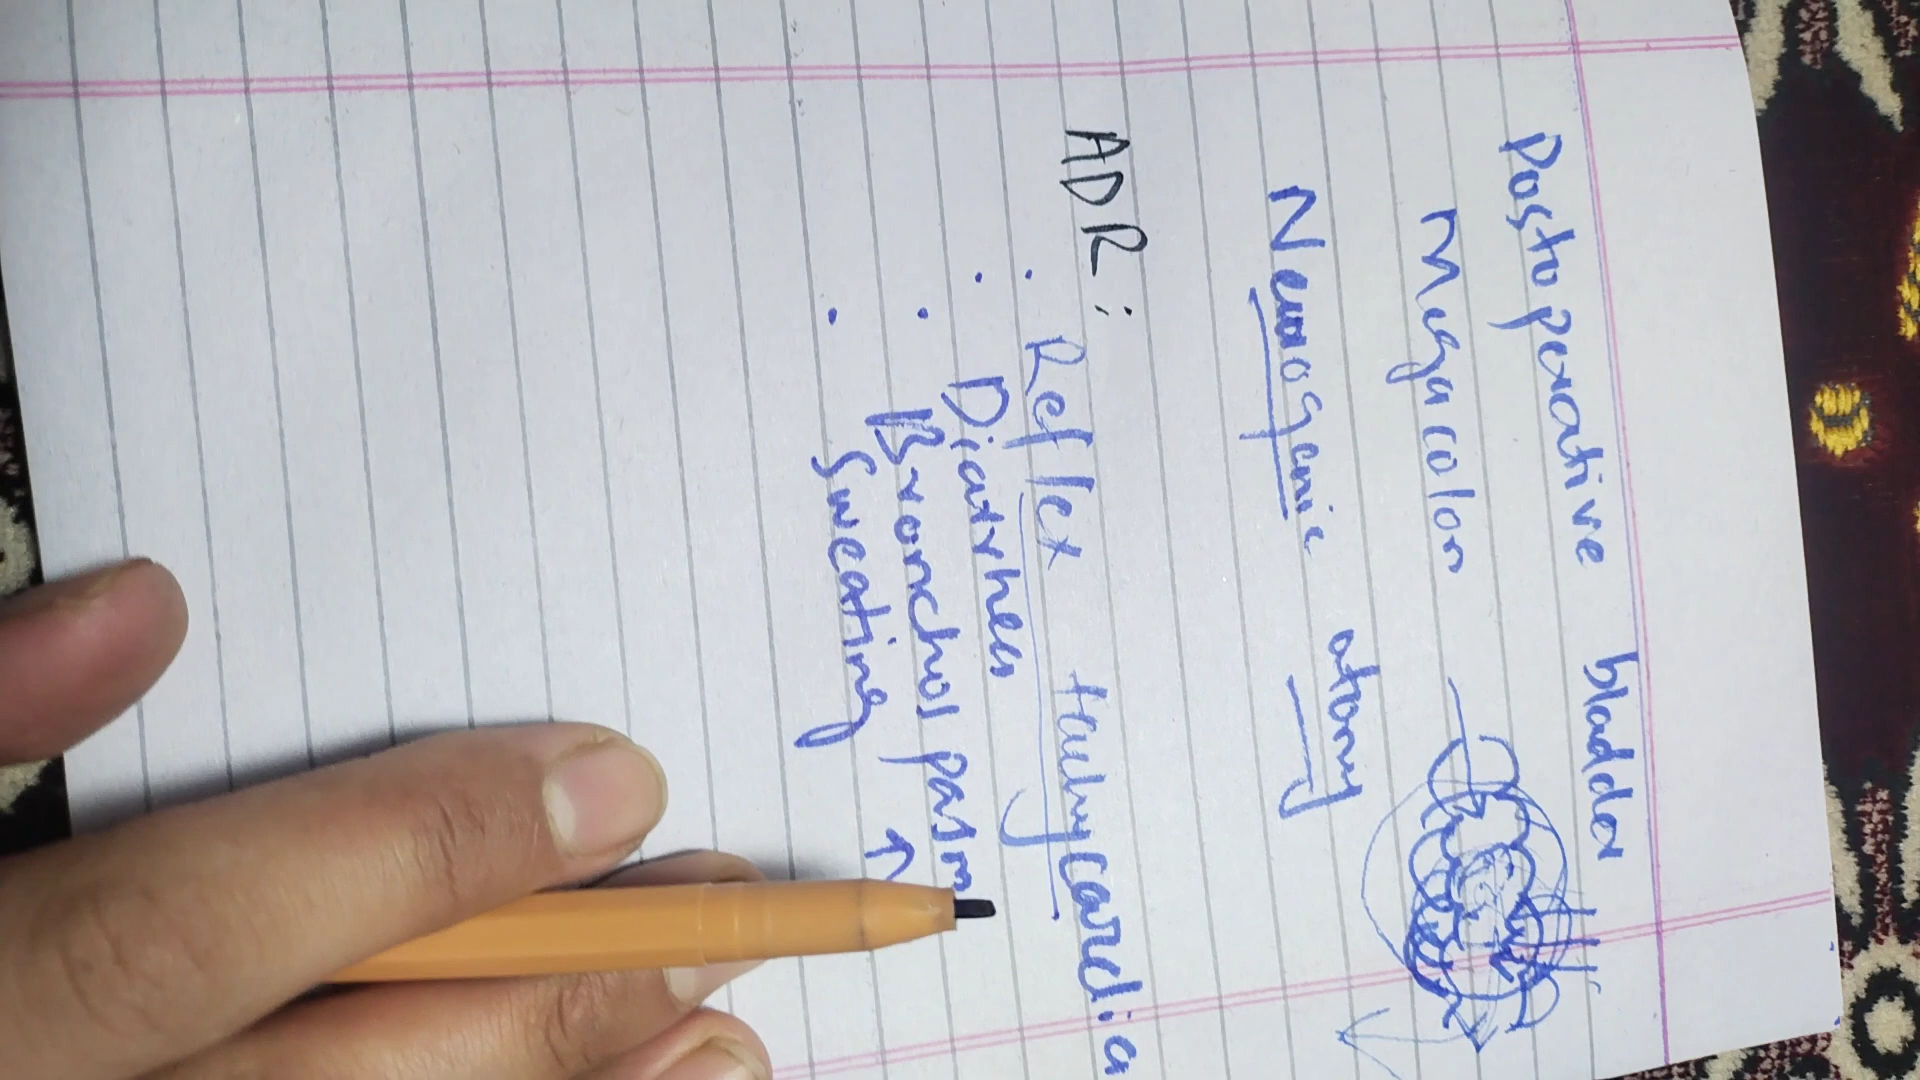 Postoperative bladder
Megacolon
Neurogenic atony
ADR:
. Reflex tachycardia
. Diarrhea
. Bronchospasm
. Sweating ↑